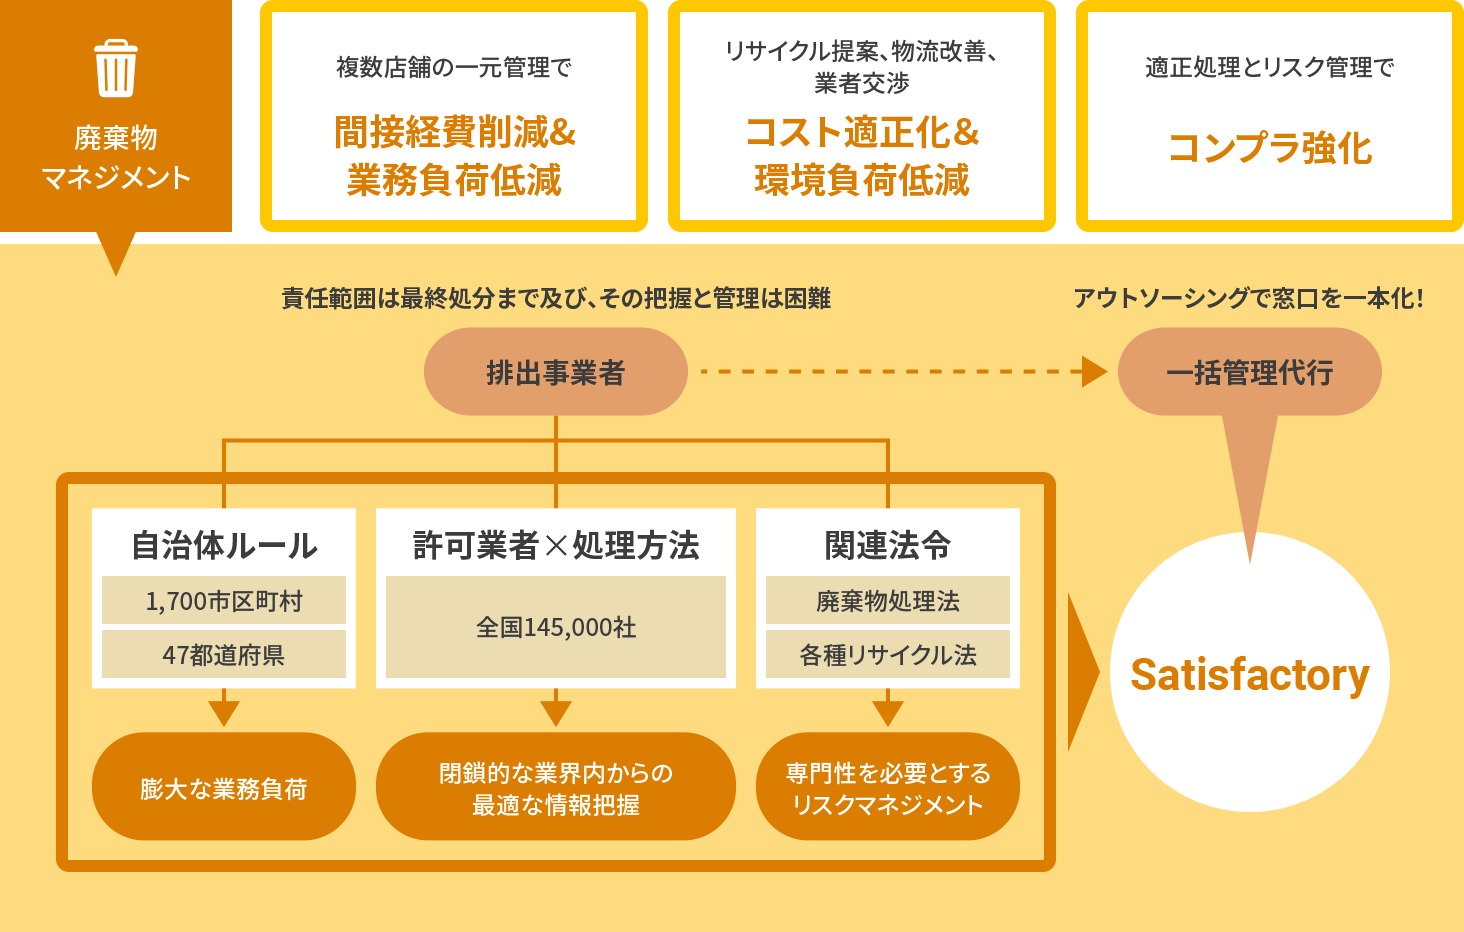 廃棄物
マネジメント
複数店舗の一元管理で
間接経費削減&
業務負荷低減
リサイクル提案、物流改善、
業者交渉
コスト適正化&
環境負荷低減
適正処理とリスク管理で
コンプラ強化
責任範囲は最終処分まで及び、その把握と管理は困難
排出事業者
アウトソーシングで窓口を一本化!
一括管理代行
自治体ルール
1,700市区町村
47都道府県
膨大な業務負荷
許可業者×処理方法
全国145,000社
閉鎖的な業界内からの
最適な情報把握
関連法令
廃棄物処理法
各種リサイクル法
専門性を必要とする
リスクマネジメント
Satisfactory